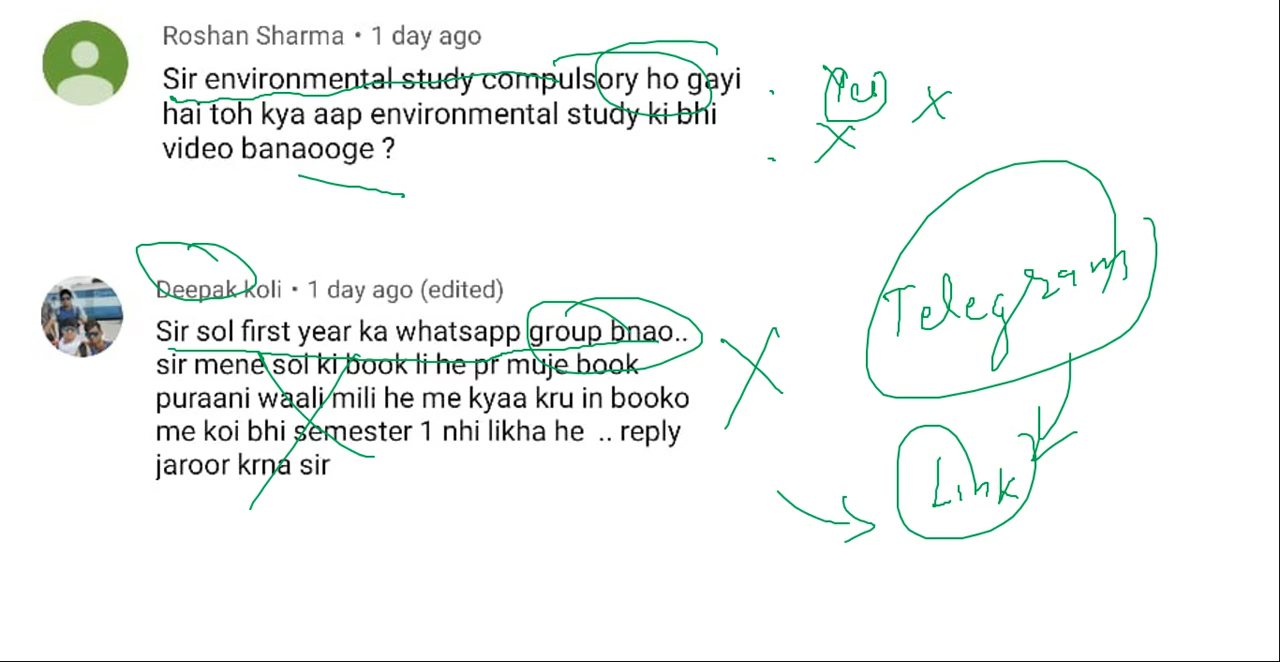 Roshan Sharma • 1 day ago
Sir environmental study compulsory ho gayi
hai toh kya aap environmental study ki bhi
video banaooge ?
Deepak koli • 1 day ago (edited)
Sir sol first year ka whatsapp group bnao..
sir mene sol ki book li he pr muje book
puraani waali mili he me kyaa kru in booko
me koi bhi semester 1 nhi likha he .. reply
jaroor krna sir
Telegram
Link